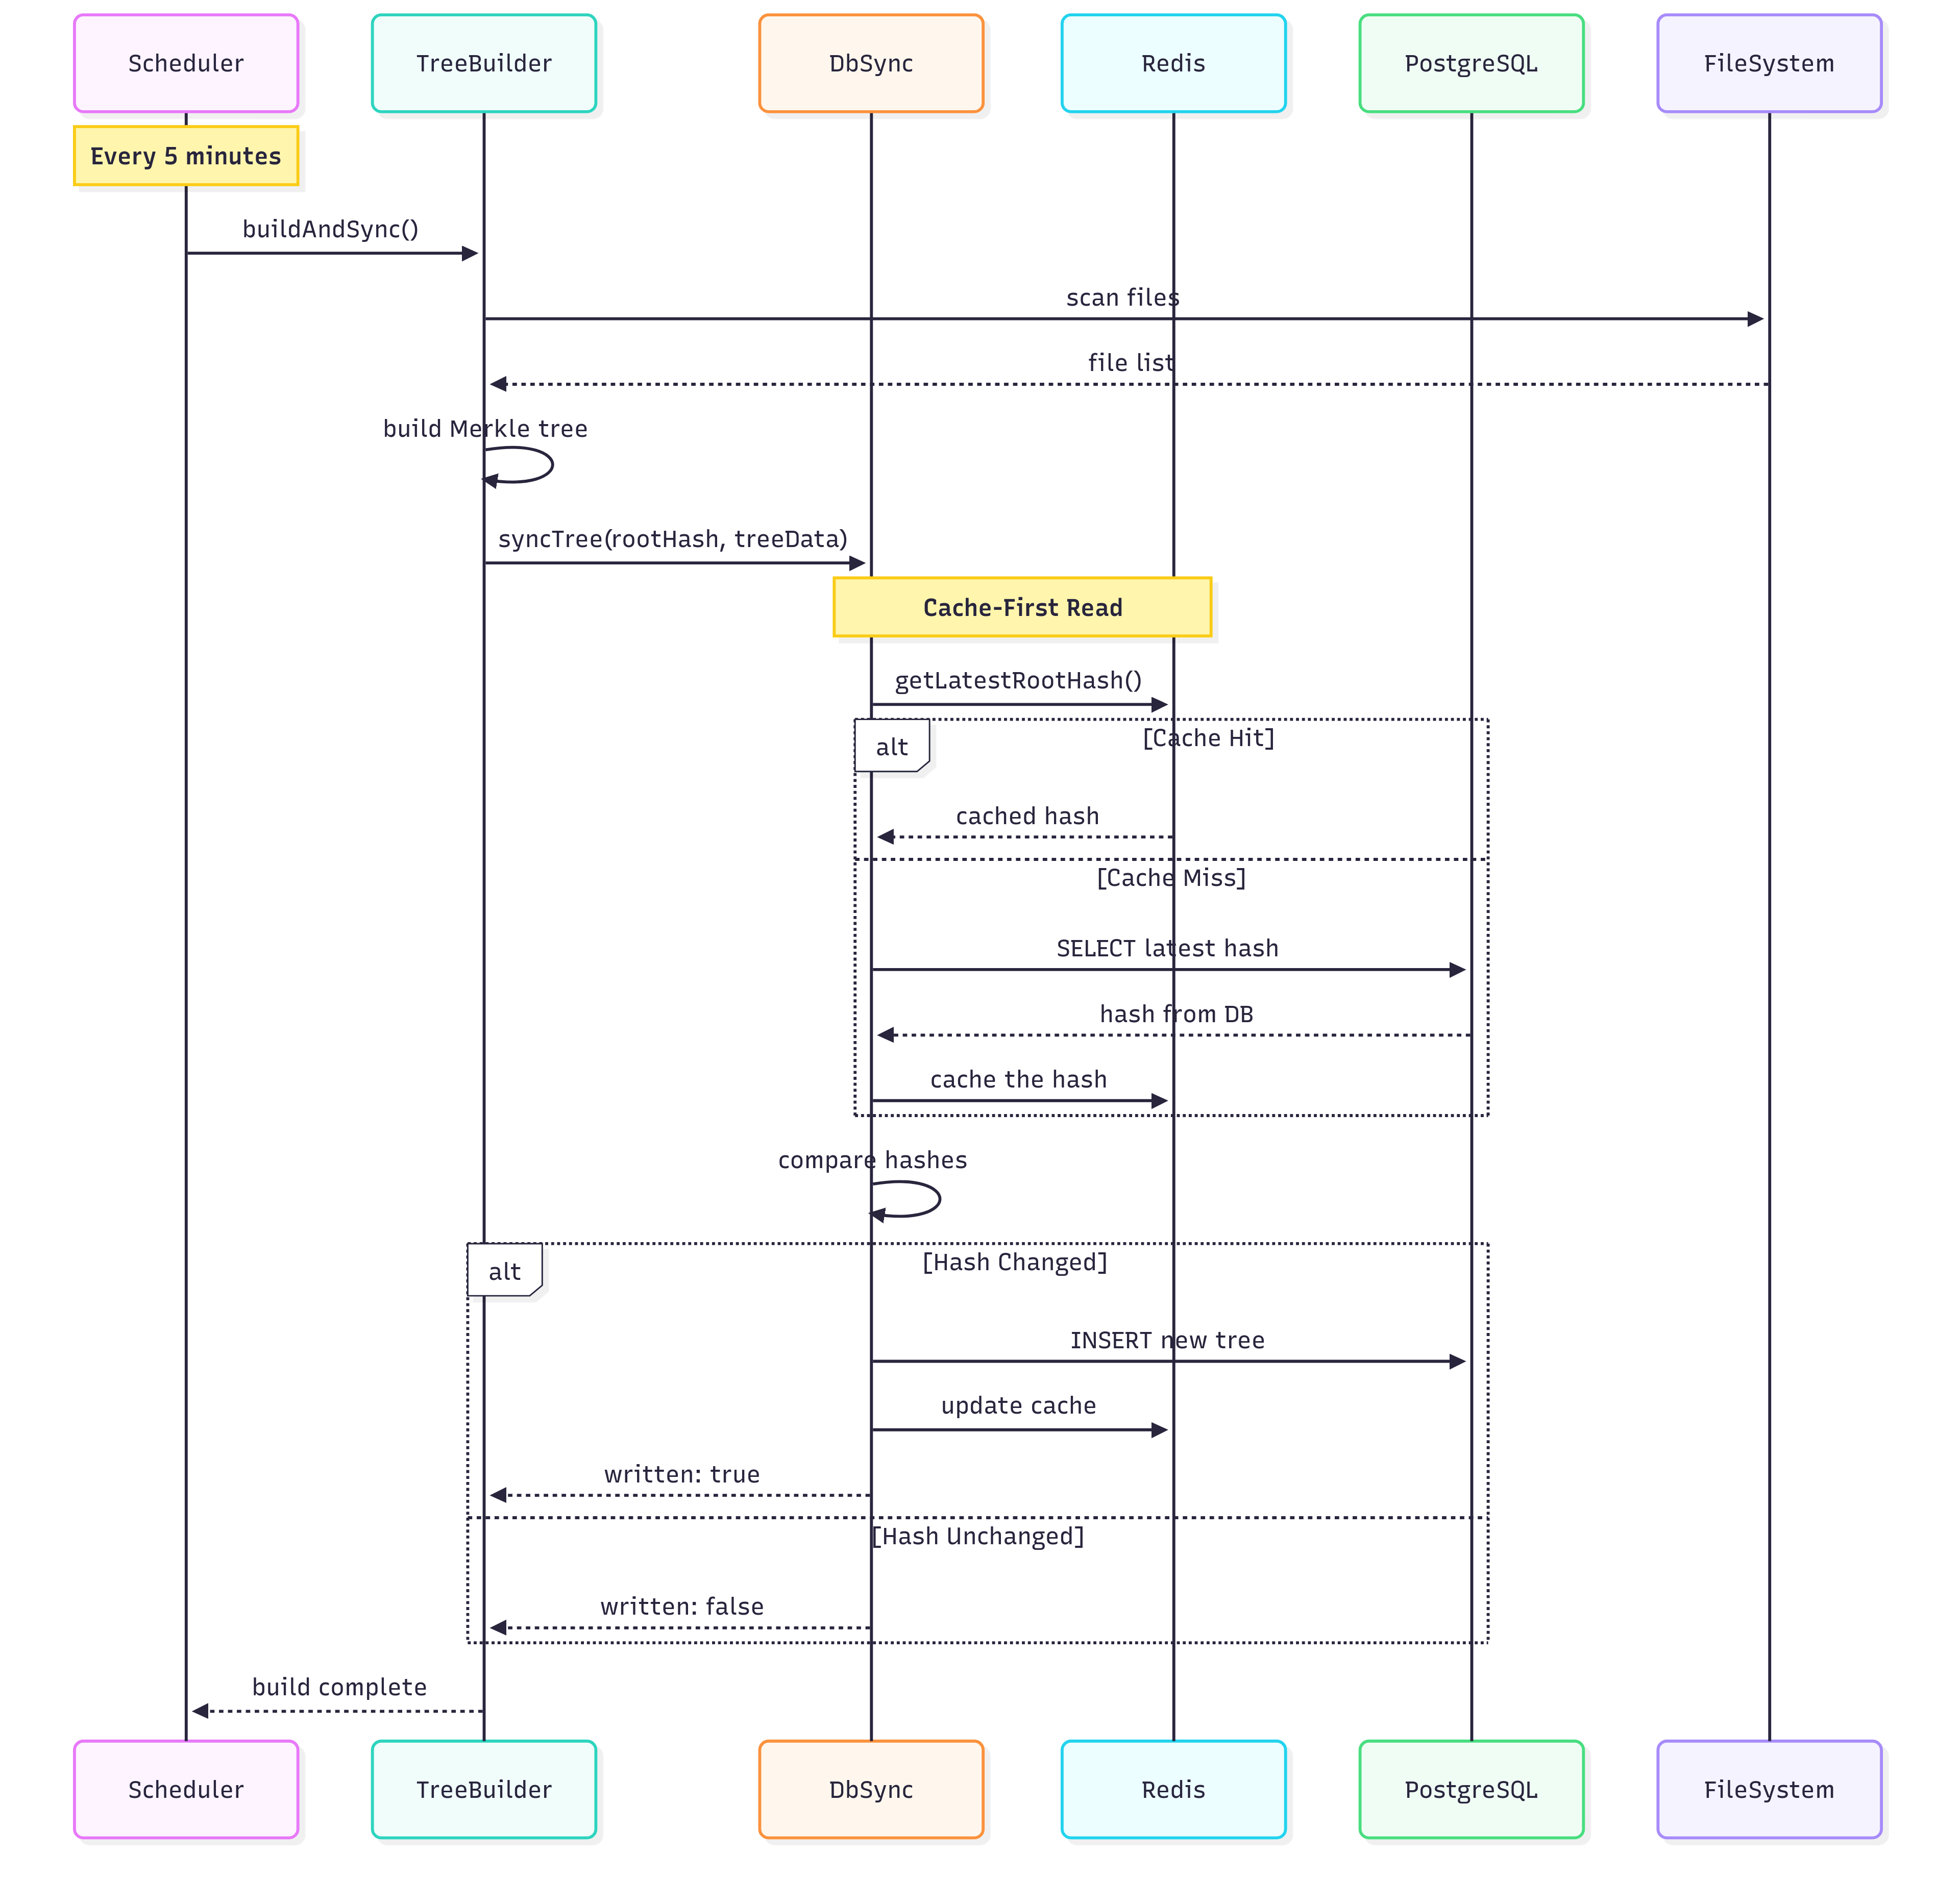 Scheduler
TreeBuilder
DbSync
Redis
PostgreSQL
FileSystem
Every 5 minutes
buildAndSync()
scan files
file list
build Merkle tree
syncTree(rootHash, treeData)
Cache-First Read
getLatestRootHash()
alt
[Cache Hit]
cached hash
[Cache Miss]
SELECT latest hash
hash from DB
cache the hash
compare hashes
alt
[Hash Changed]
INSERT new tree
update cache
written: true
[Hash Unchanged]
written: false
build complete
Scheduler
TreeBuilder
DbSync
Redis
PostgreSQL
FileSystem